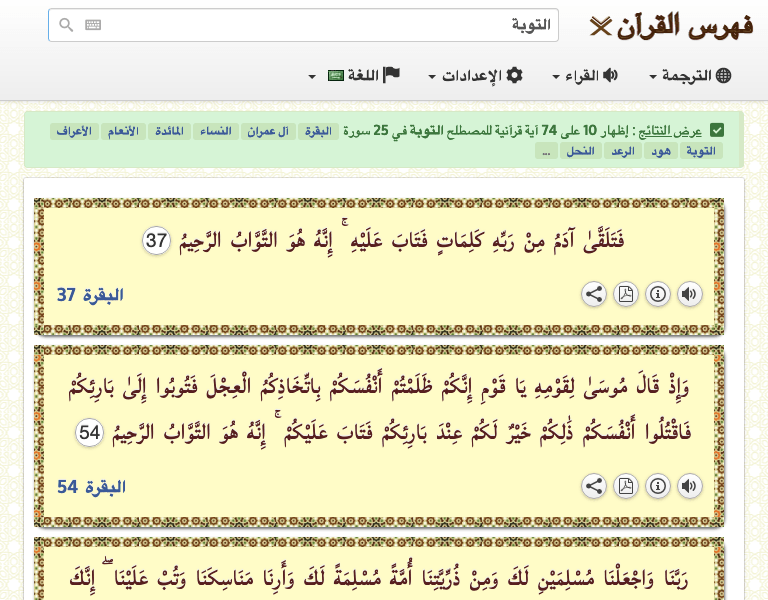 فهرس القرآن
التوبة
الترجمة
القراء
الإعدادات
اللغة
عرض النتائج : إظهار 10 على 74 آية قرآنية للمصطلح التوبة في 25 سورة البقرة آل عمران النساء المائدة الأنعام الأعراف
التوبة هود الرعد النحل ...
فَتَلَقَّىٰ آدَمُ مِنْ رَبِّهِ كَلِمَاتٍ فَتَابَ عَلَيْهِ ۚ إِنَّهُ هُوَ التَّوَّابُ الرَّحِيمُ 37
البقرة 37
وَإِذْ قَالَ مُوسَىٰ لِقَوْمِهِ يَا قَوْمِ إِنَّكُمْ ظَلَمْتُمْ أَنْفُسَكُمْ بِاتِّخَاذِكُمُ الْعِجْلَ فَتُوبُوا إِلَىٰ بَارِئِكُمْ
فَاقْتُلُوا أَنْفُسَكُمْ ذَٰلِكُمْ خَيْرٌ لَكُمْ عِنْدَ بَارِئِكُمْ فَتَابَ عَلَيْكُمْ ۚ إِنَّهُ هُوَ التَّوَّابُ الرَّحِيمُ 54
البقرة 54
رَبَّنَا وَاجْعَلْنَا مُسْلِمَيْنِ لَكَ وَمِنْ ذُرِّيَّتِنَا أُمَّةً مُسْلِمَةً لَكَ وَأَرِنَا مَنَاسِكَنَا وَتُبْ عَلَيْنَا ۖ إِنَّكَ